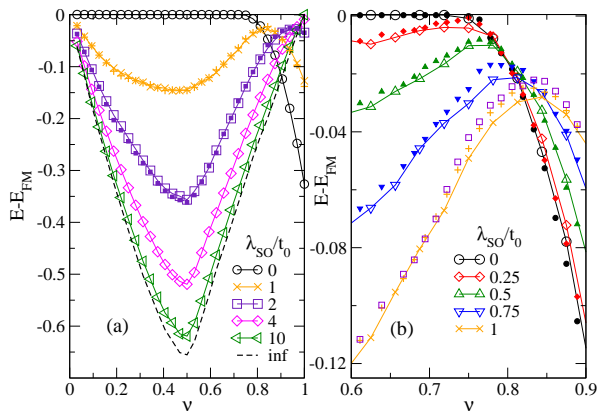 0
-0.1
-0.2
-0.3
-0.4
-0.5
-0.6
E-E_FM
0 0.2 0.4 0.6 0.8 1
ν
(a)
λ_SO/t_0
0
1
2
4
10
inf
0.00
-0.04
-0.08
-0.12
E-E_FM
0.6 0.7 0.8 0.9
ν
(b)
λ_SO/t_0
0
0.25
0.5
0.75
1